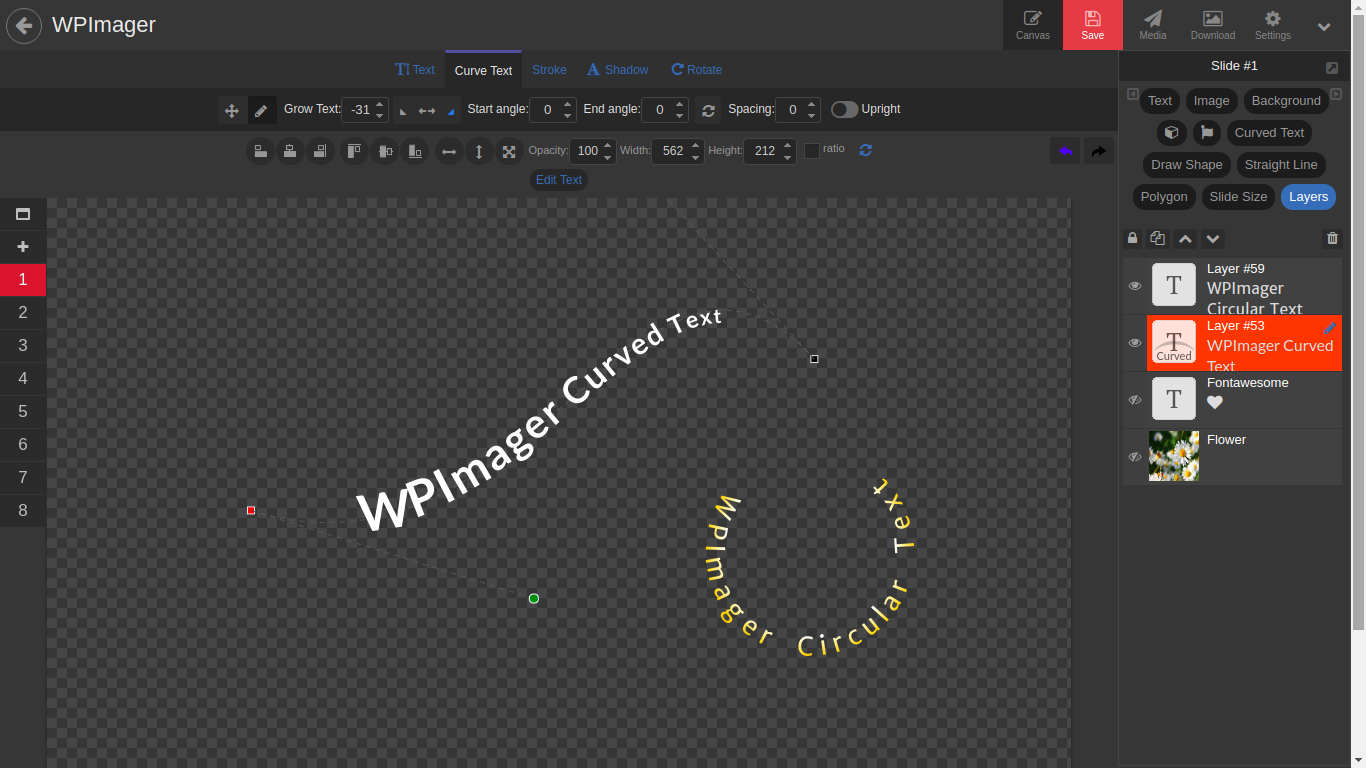 WPImager
Canvas
Save
Media
Download
Settings
Text
Curve Text
Stroke
Shadow
Rotate
Grow Text: -31
Start angle: 0
End angle: 0
Spacing: 0
Upright
Opacity: 100
Width: 562
Height: 212
ratio
Edit Text
1
2
3
4
5
6
7
8
WPImager Curved Text
WPImager Circular Text
Slide #1
Text
Image
Background
Curved Text
Draw Shape
Straight Line
Polygon
Slide Size
Layers
T
Layer #59
WPImager
Circular Text
T
Curved
Layer #53
WPImager Curved
Text
T
Fontawesome
Flower